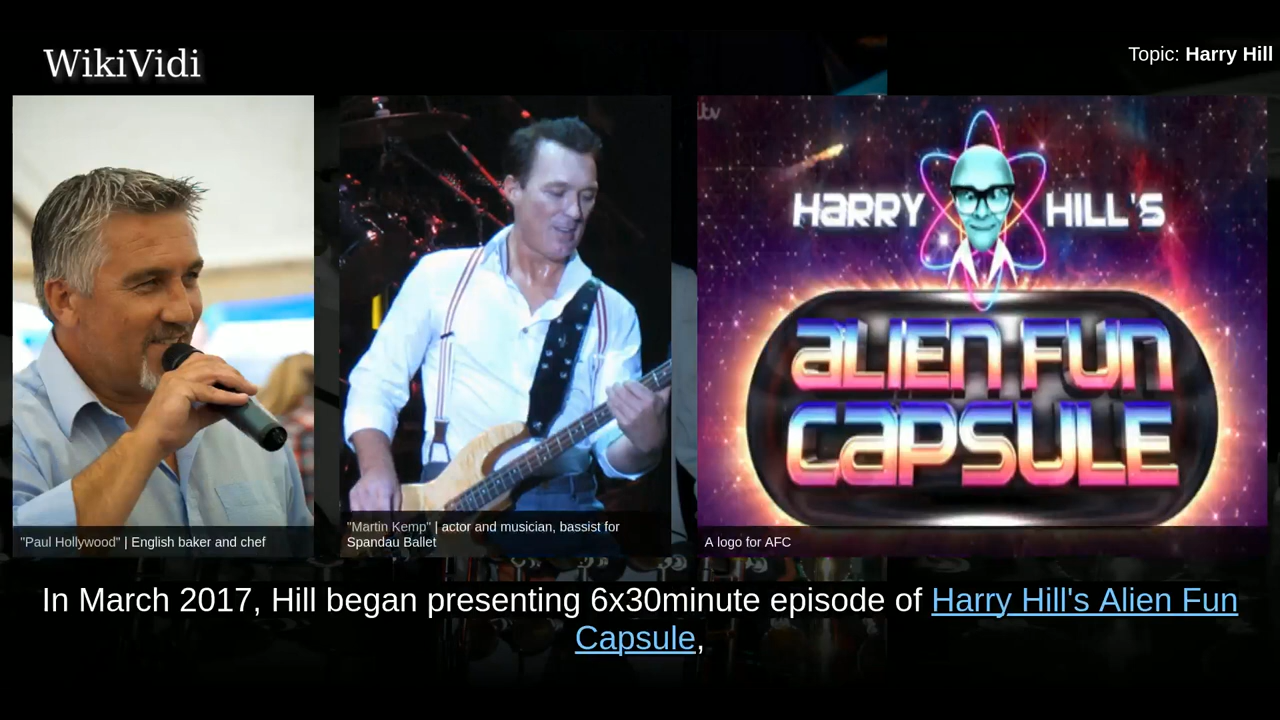 WikiVidi
Topic: Harry Hill
itv
HARRY HILL'S
ALIEN FUN
CAPSULE
"Paul Hollywood" | English baker and chef
"Martin Kemp" | actor and musician, bassist for
Spandau Ballet
A logo for AFC
In March 2017, Hill began presenting 6x30minute episode of Harry Hill's Alien Fun
Capsule,